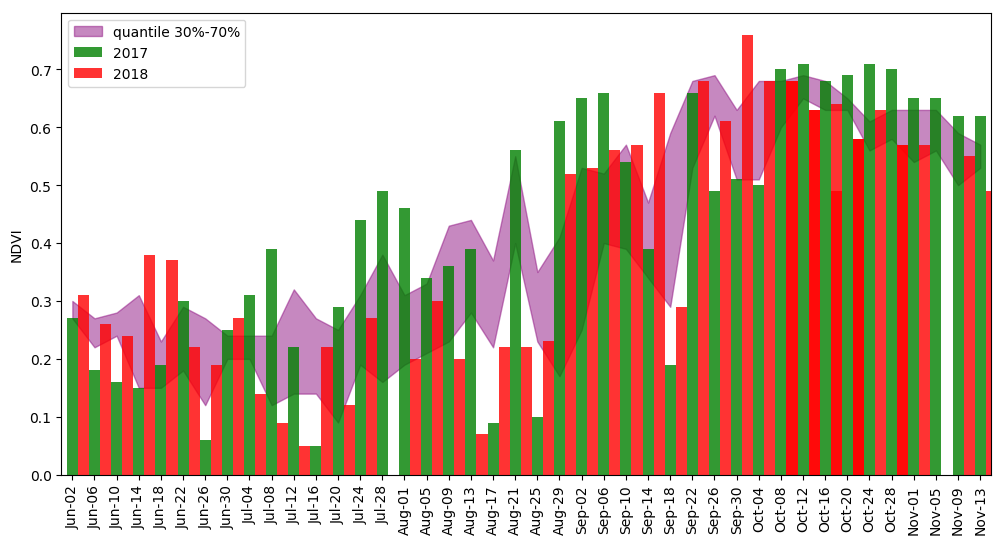 quantile 30%-70%
2017
2018
NDVI
0.7
0.6
0.5
0.4
0.3
0.2
0.1
0.0
Jun-02
Jun-06
Jun-10
Jun-14
Jun-18
Jun-22
Jun-26
Jun-30
Jul-04
Jul-08
Jul-12
Jul-16
Jul-20
Jul-24
Jul-28
Aug-01
Aug-05
Aug-09
Aug-13
Aug-17
Aug-21
Aug-25
Aug-29
Sep-02
Sep-06
Sep-10
Sep-14
Sep-18
Sep-22
Sep-26
Sep-30
Oct-04
Oct-08
Oct-12
Oct-16
Oct-20
Oct-24
Oct-28
Nov-01
Nov-05
Nov-09
Nov-13